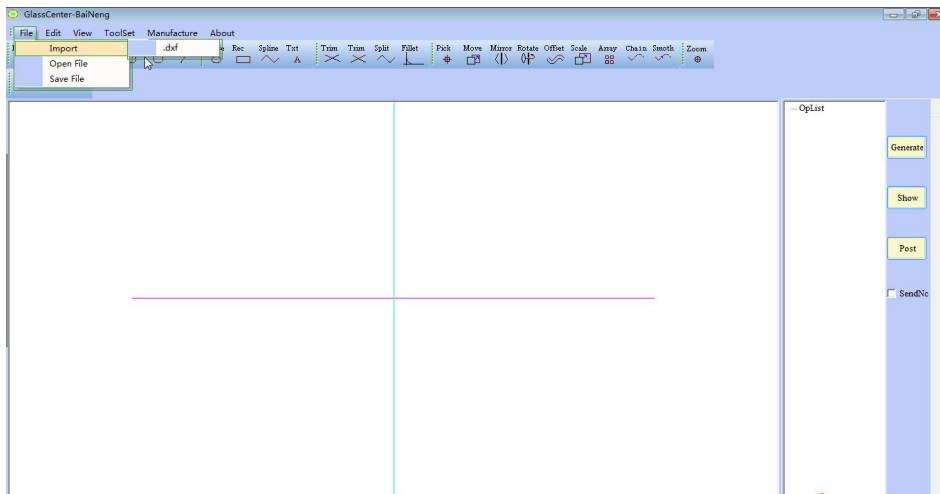 GlassCenter-BaiNeng
File Edit View ToolSet Manufacture About
Import .dxf
Open File
Save File
Rec Spline Txt Trim Trim Split Fillet Pick Move Mirror Rotate Offset Scale Array Chain Smoth Zoom
OpList
Generate
Show
Post
SendNc